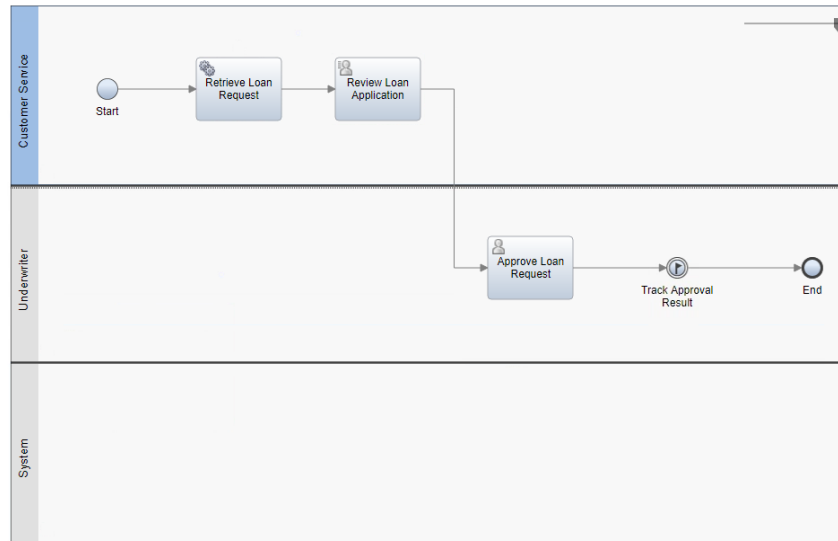 Customer Service
Retrieve Loan
Request
Review Loan
Application
Start
Underwriter
Approve Loan
Request
Track Approval
Result
End
System